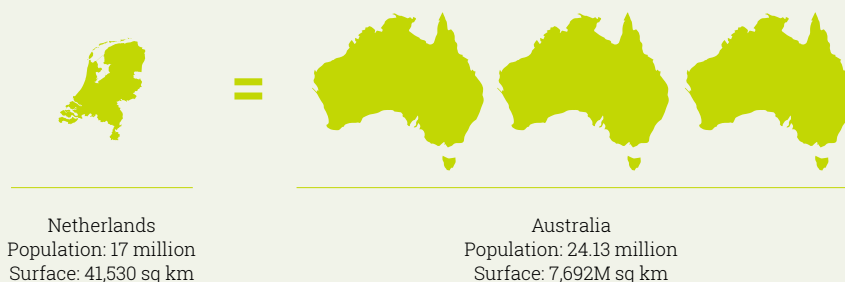 Netherlands
Population: 17 million
Surface: 41,530 sq km
Australia
Population: 24.13 million
Surface: 7,692M sq km